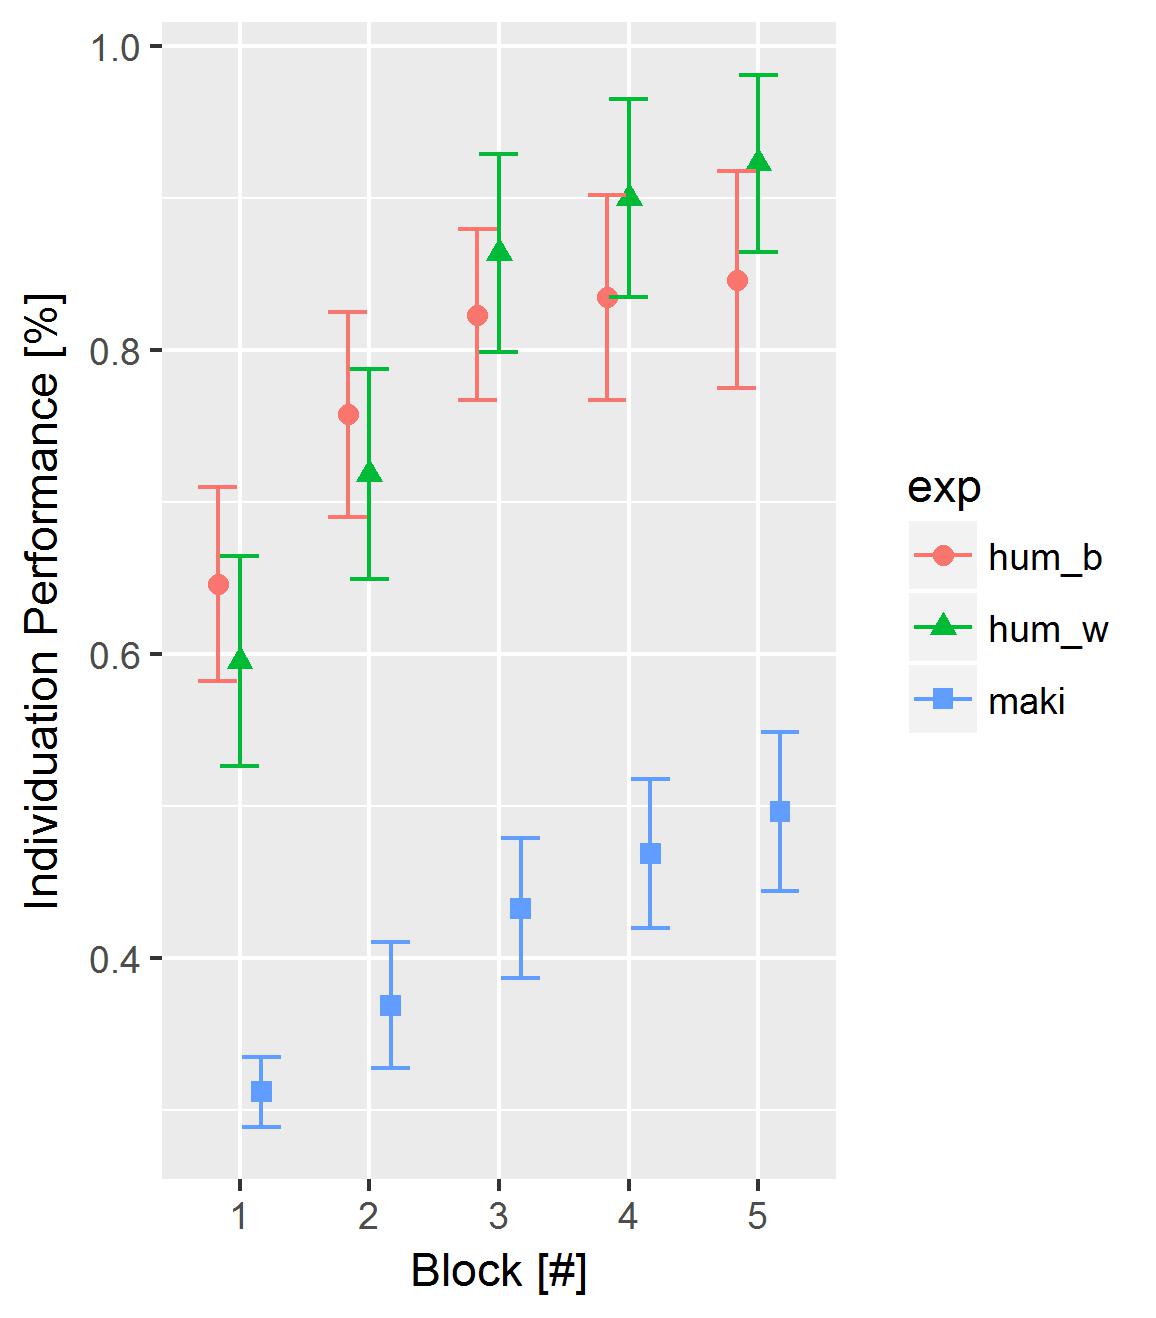 1.0
0.8
0.6
0.4
Individuation Performance [%]
1 2 3 4 5
Block [#]
exp
hum_b
hum_w
maki